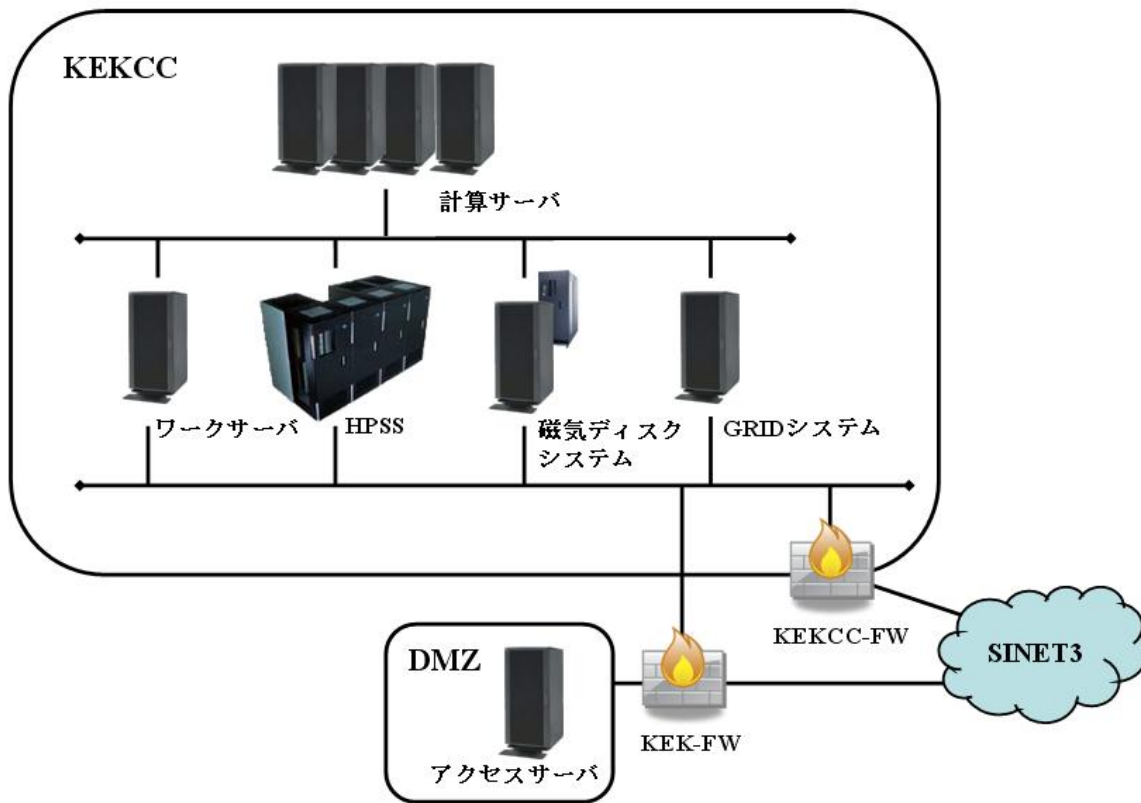 KEKCC
計算サーバ
ワークサーバ
HPSS
磁気ディスク
システム
GRIDシステム
KEKCC-FW
SINET3
DMZ
KEK-FW
アクセスサーバ